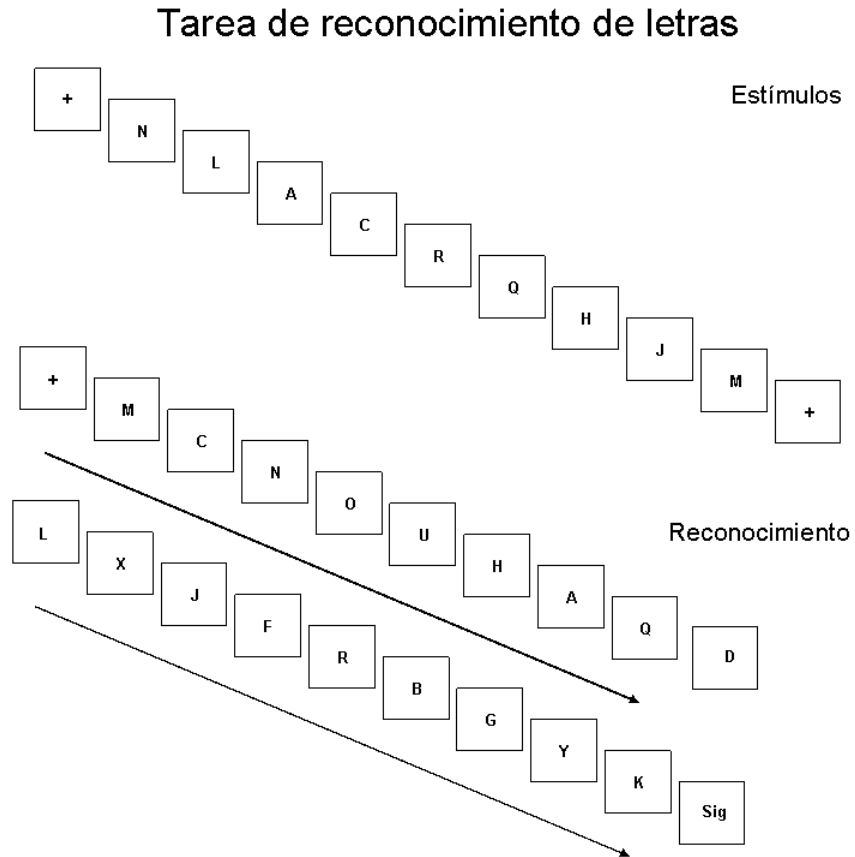 Tarea de reconocimiento de letras
Estímulos
+
N
L
A
C
R
Q
H
J
M
+
+
M
C
N
O
U
H
A
Q
D
Reconocimiento
L
X
J
F
R
B
G
Y
K
Sig